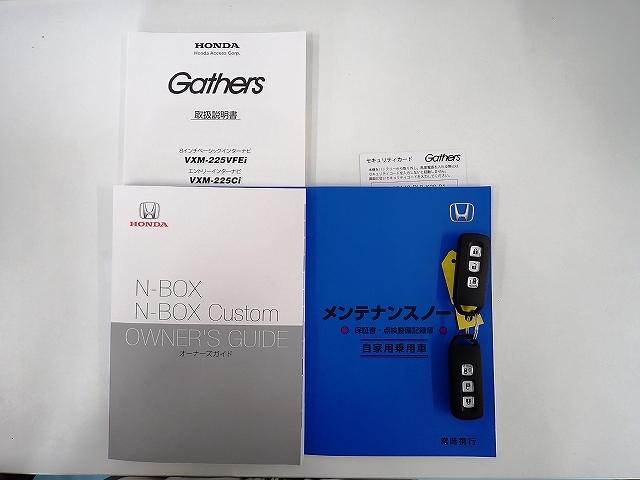 HONDA
Honda Access Corp.
Gathers
取扱説明書
8インチベーシックインターナビ
VXM-225VFEi
エントリーインターナビ
VXM-225Ci
セキュリティカード
Gathers
HONDA
N-BOX
N-BOX Custom
OWNER'S GUIDE
オーナーズガイド
メンテナンスノー
保証書・点検整備記録簿
自家用乗用車
常時携行